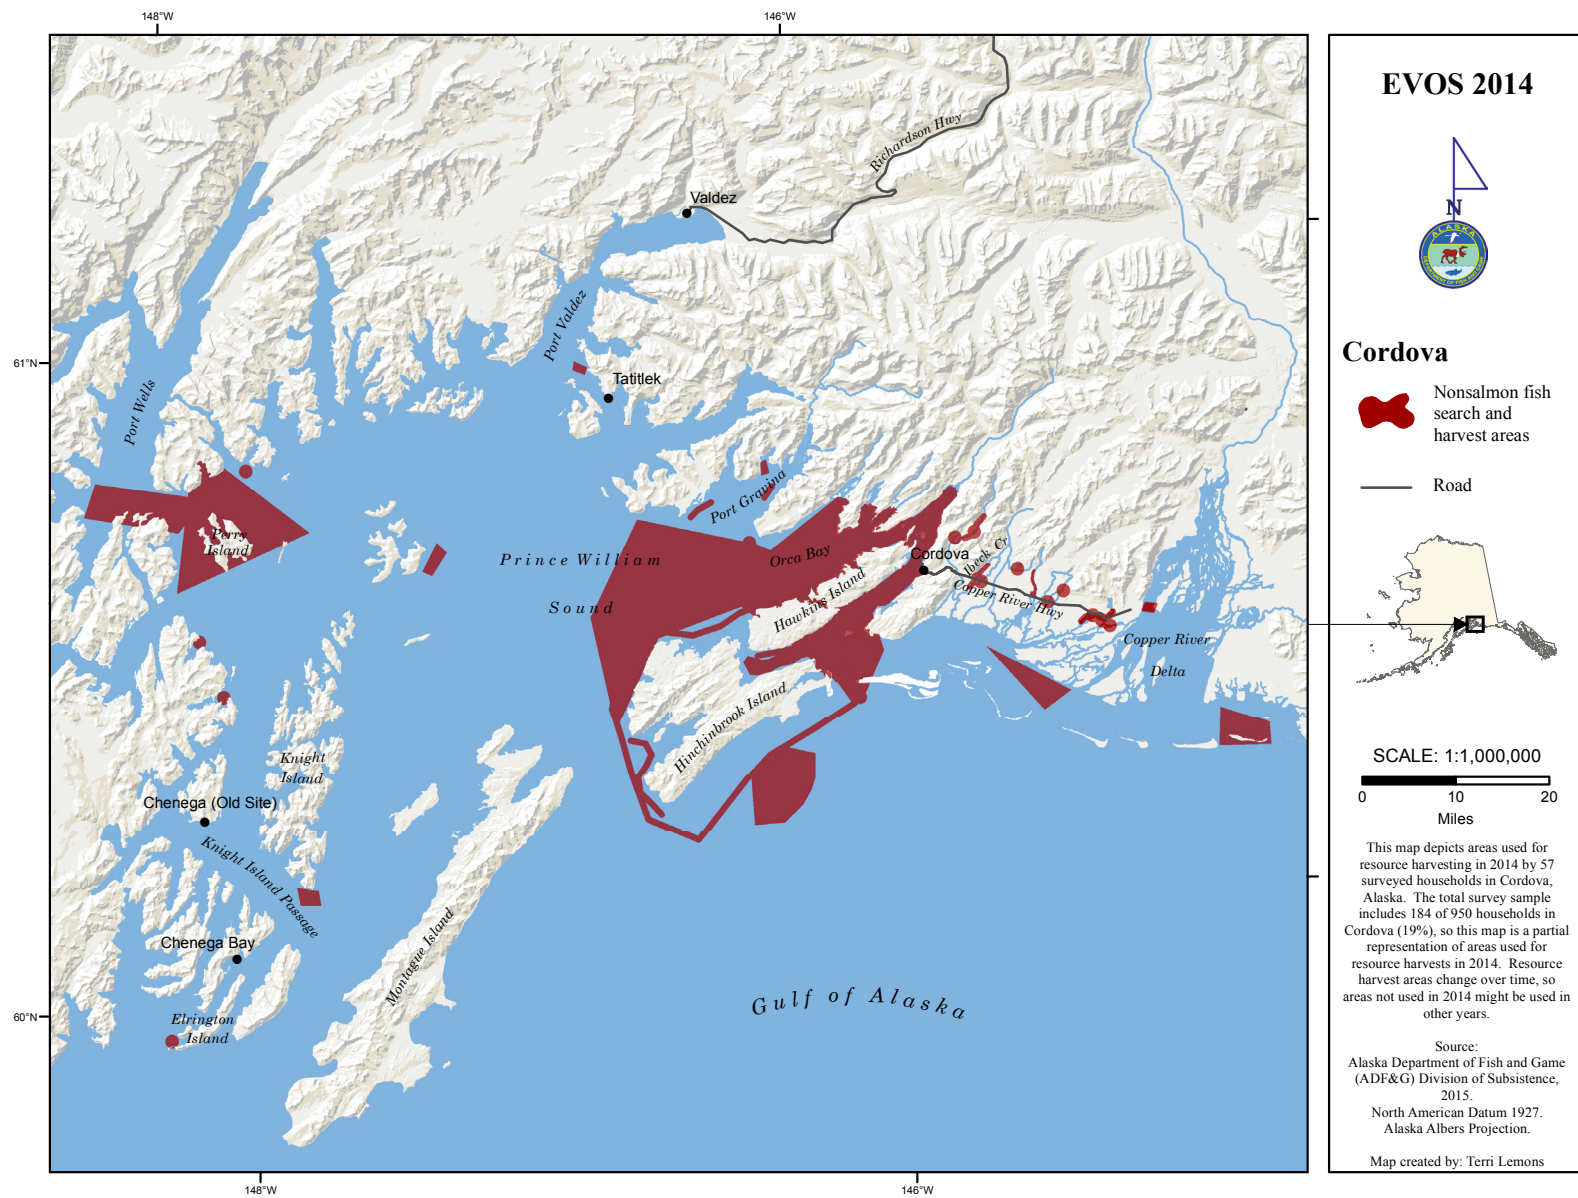 148°W
146°W
EVOS 2014
N
ALASKA
Richardson Hwy
Valdez
Port Valdez
61°N
Tatitlek
Port Wells
Cordova
Nonsalmon fish
search and
harvest areas
Road
Port Gravina
Perry
Island
Prince William
Sound
Orca Bay
Cordova
Ibeck Cr
Copper River Hwy
Hawkins Island
Copper River
Delta
Hinchinbrook Island
Knight
Island
Chenega (Old Site)
Knight Island Passage
Chenega Bay
Montague Island
Elrington
Island
60°N
Gulf of Alaska
148°W
146°W
SCALE: 1:1,000,000
0 10 20
Miles
This map depicts areas used for
resource harvesting in 2014 by 57
surveyed households in Cordova,
Alaska. The total survey sample
includes 184 of 950 households in
Cordova (19%), so this map is a partial
representation of areas used for
resource harvests in 2014. Resource
harvest areas change over time, so
areas not used in 2014 might be used in
other years.
Source:
Alaska Department of Fish and Game
(ADF&G) Division of Subsistence,
2015.
North American Datum 1927.
Alaska Albers Projection.
Map created by: Terri Lemons